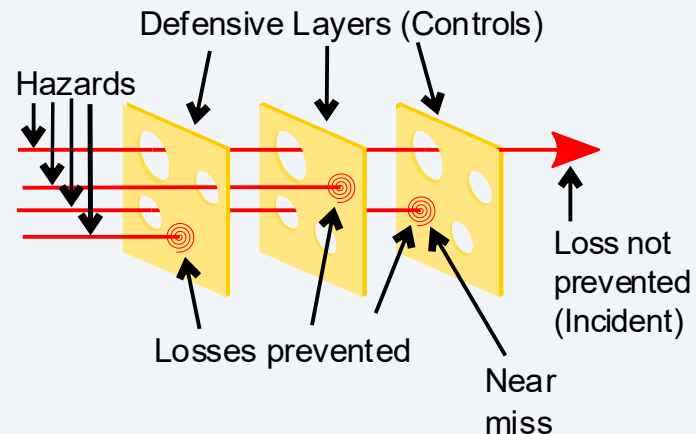 Defensive Layers (Controls)
Hazards
Loss not
prevented
(Incident)
Losses prevented
Near
miss